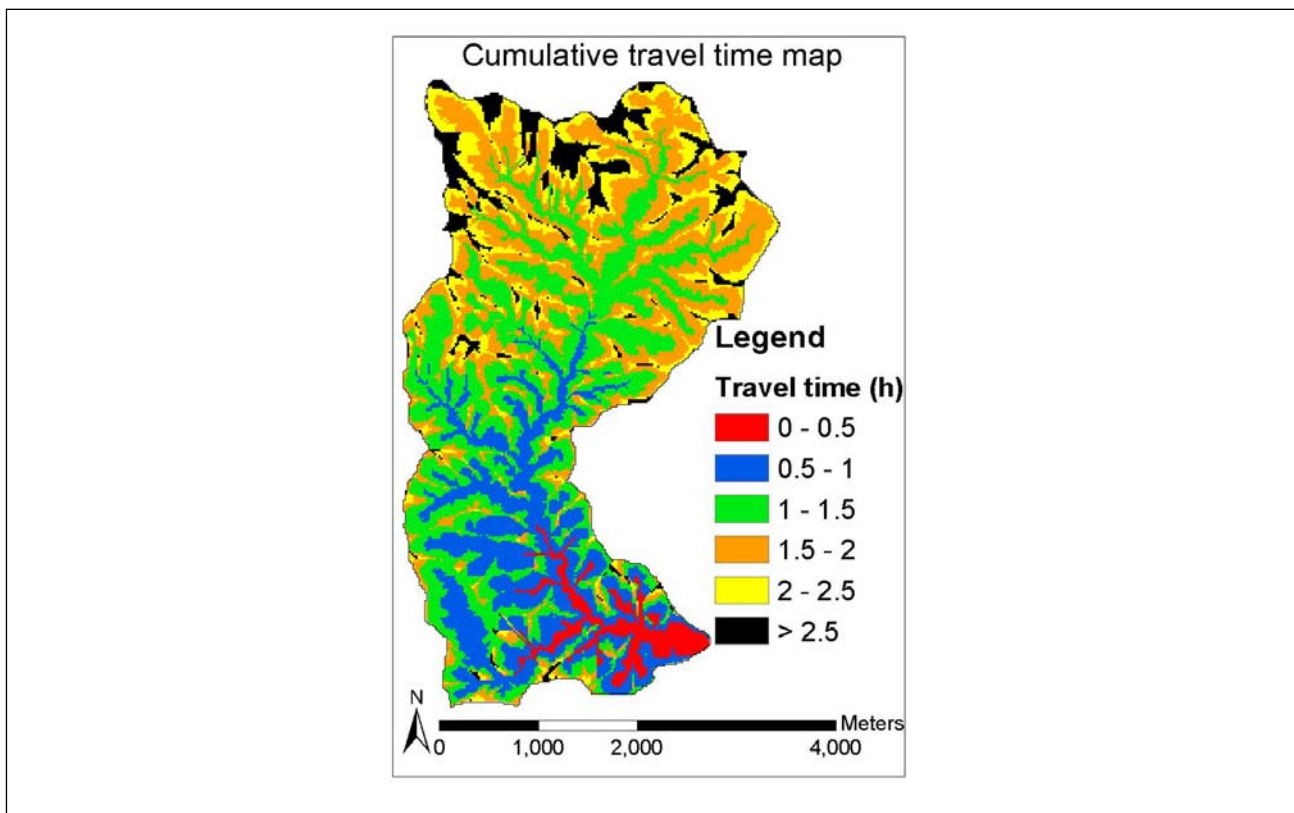 Cumulative travel time map
Legend
Travel time (h)
0 - 0.5
0.5 - 1
1 - 1.5
1.5 - 2
2 - 2.5
> 2.5
N
Meters
0 1,000 2,000 4,000